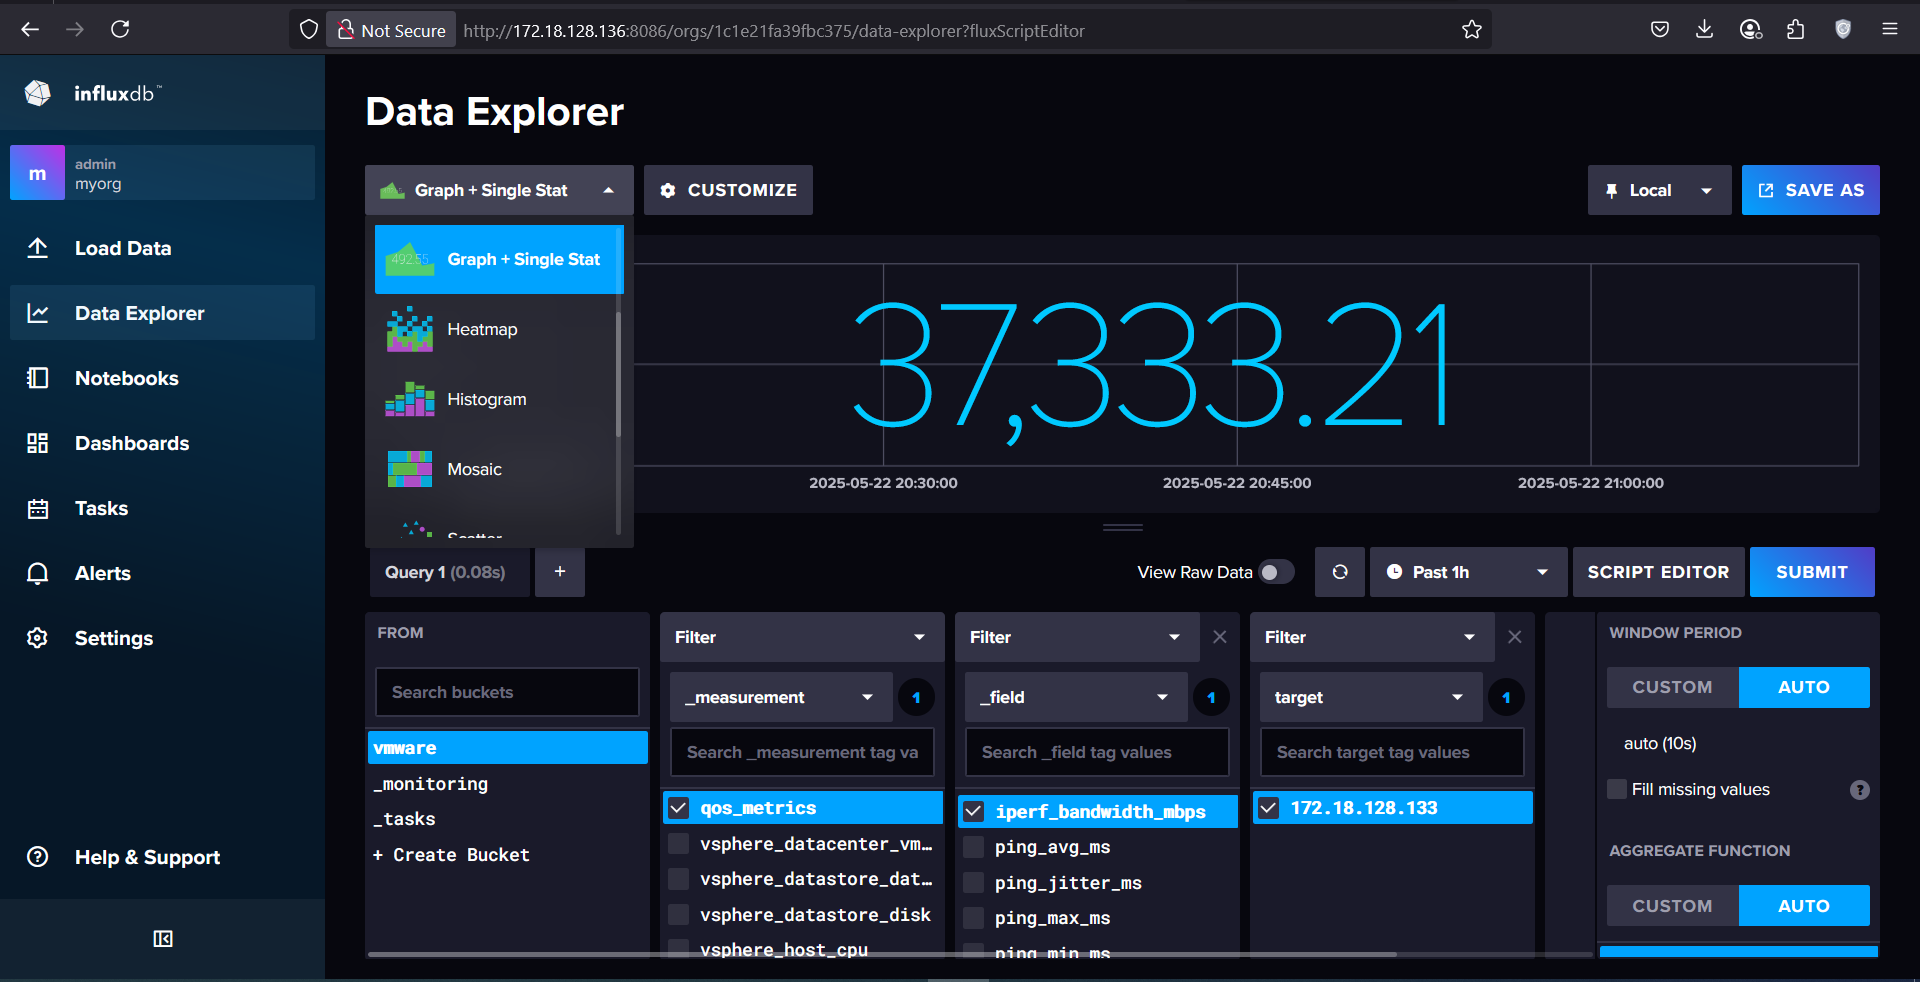 Not Secure
http://172.18.128.136:8086/orgs/1c1e21fa39fbc375/data-explorer?fluxScriptEditor
influxdb™
m
admin
myorg
Load Data
Data Explorer
Notebooks
Dashboards
Tasks
Alerts
Settings
Help & Support
Data Explorer
Graph + Single Stat
CUSTOMIZE
Local
SAVE AS
492.55
Graph + Single Stat
Heatmap
Histogram
Mosaic
Scatter
37,333.21
2025-05-22 20:30:00
2025-05-22 20:45:00
2025-05-22 21:00:00
Query 1 (0.08s)
+
View Raw Data
Past 1h
SCRIPT EDITOR
SUBMIT
FROM
Search buckets
vmware
_monitoring
_tasks
+ Create Bucket
Filter
_measurement
1
Search _measurement tag va
qos_metrics
vsphere_datacenter_vm…
vsphere_datastore_dat…
vsphere_datastore_disk
vsphere_host_cpu
Filter
_field
1
Search _field tag values
iperf_bandwidth_mbps
ping_avg_ms
ping_jitter_ms
ping_max_ms
ping_min_ms
Filter
target
1
Search target tag values
172.18.128.133
WINDOW PERIOD
CUSTOM
AUTO
auto (10s)
Fill missing values
?
AGGREGATE FUNCTION
CUSTOM
AUTO